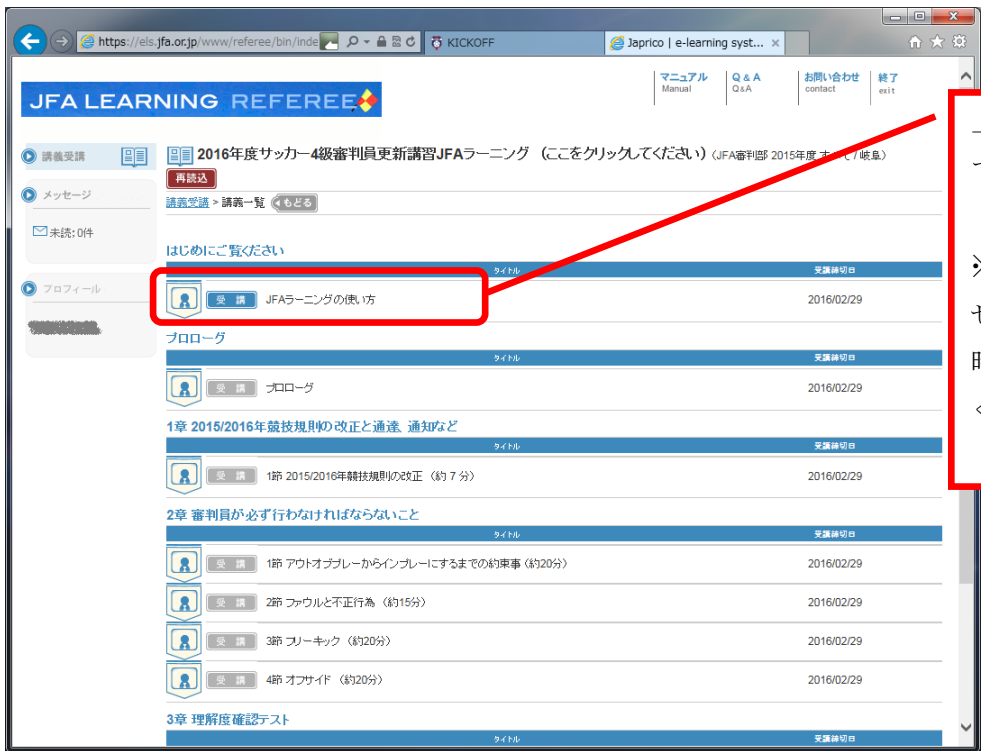 https://els.jfa.or.jp/www/referee/bin/inde
KICKOFF
Japrico | e-learning syst...
マニュアル
Manual
Q & A
Q&A
お問い合わせ
contact
終了
exit
JFA LEARNING REFEREE
講義受講
2016年度サッカー4級審判員更新講習JFAラーニング (ここをクリックしてください) (JFA審判部 2015年度 すべて / 岐阜)
再読込
メッセージ
講義受講 > 講義一覧 もどる
未読: 0件
はじめにご覧ください
タイトル 受講締切日
プロフィール
受 講 JFAラーニングの使い方 2016/02/29
プロローグ
タイトル 受講締切日
受 講 プロローグ 2016/02/29
1章 2015/2016年競技規則の改正と通達、通知など
タイトル 受講締切日
受 講 1節 2015/2016年競技規則の改正 (約7分) 2016/02/29
2章 審判員が必ず行わなければならないこと
タイトル 受講締切日
受 講 1節 アウトオブプレーからインプレーにするまでの約束事 (約20分) 2016/02/29
受 講 2節 ファウルと不正行為 (約15分) 2016/02/29
受 講 3節 フリーキック (約20分) 2016/02/29
受 講 4節 オフサイド (約20分) 2016/02/29
3章 理解度確認テスト
タイトル 受講締切日